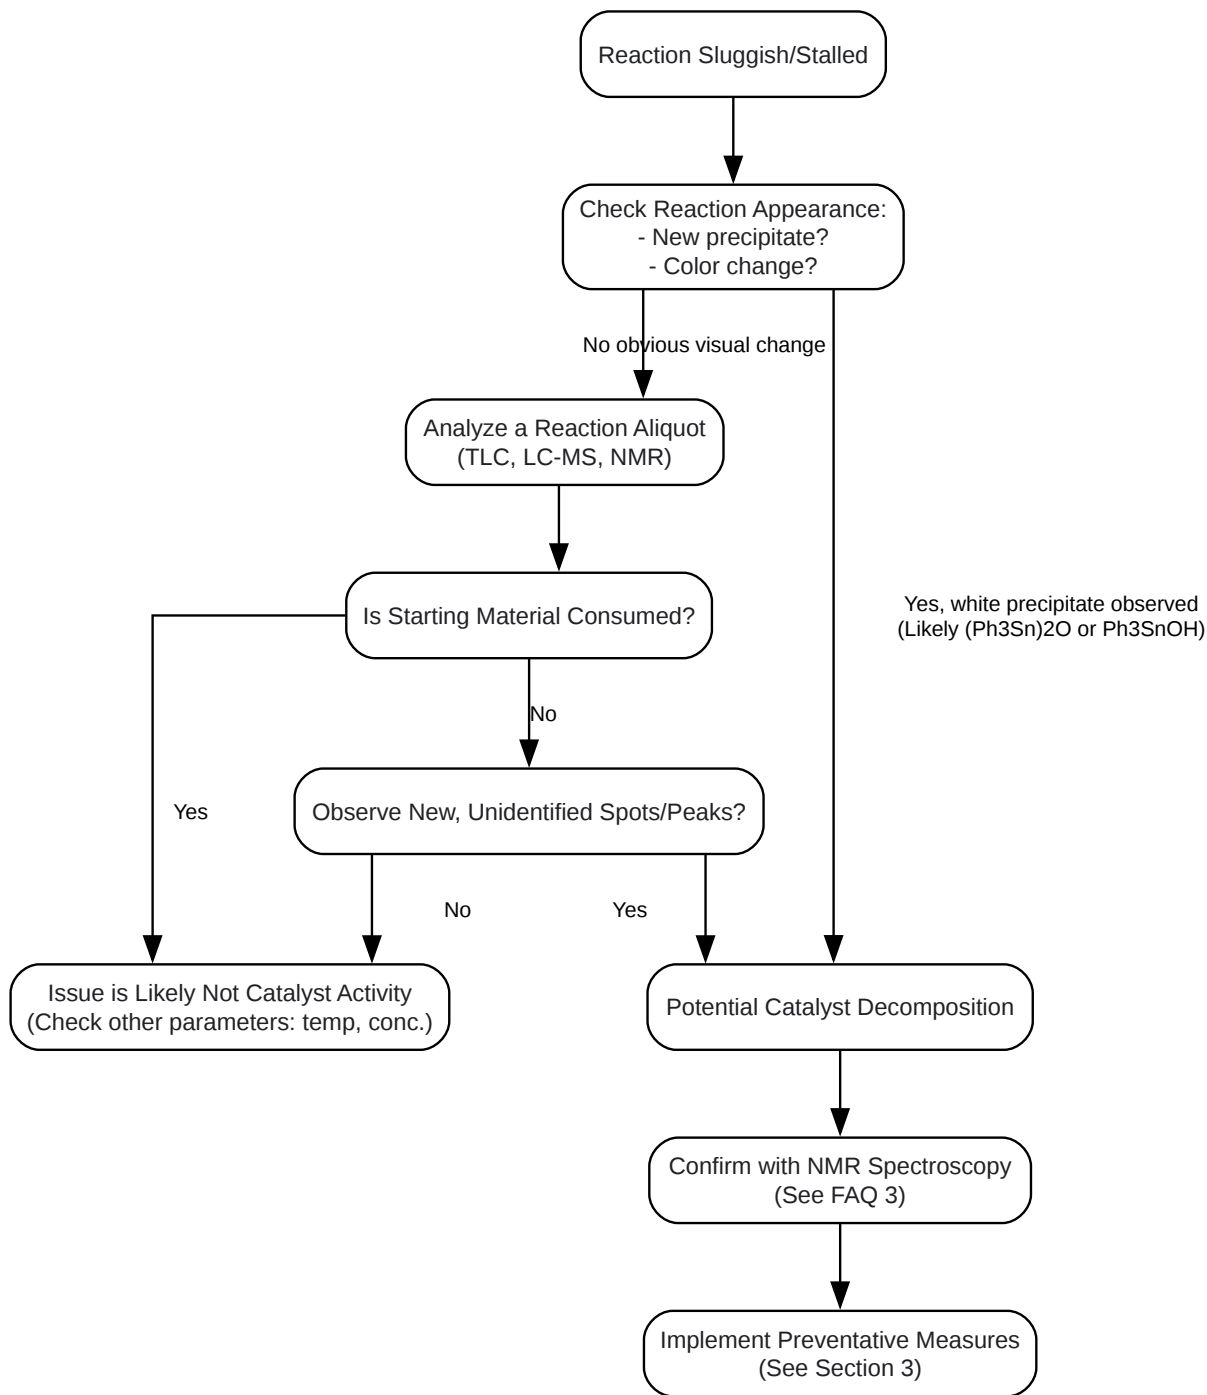 Reaction Sluggish/Stalled
Check Reaction Appearance:
- New precipitate?
- Color change?
No obvious visual change
Analyze a Reaction Aliquot
(TLC, LC-MS, NMR)
Yes, white precipitate observed
(Likely (Ph3Sn)2O or Ph3SnOH)
Is Starting Material Consumed?
No
Yes
Observe New, Unidentified Spots/Peaks?
No
Yes
Issue is Likely Not Catalyst Activity
(Check other parameters: temp, conc.)
Potential Catalyst Decomposition
Confirm with NMR Spectroscopy
(See FAQ 3)
Implement Preventative Measures
(See Section 3)